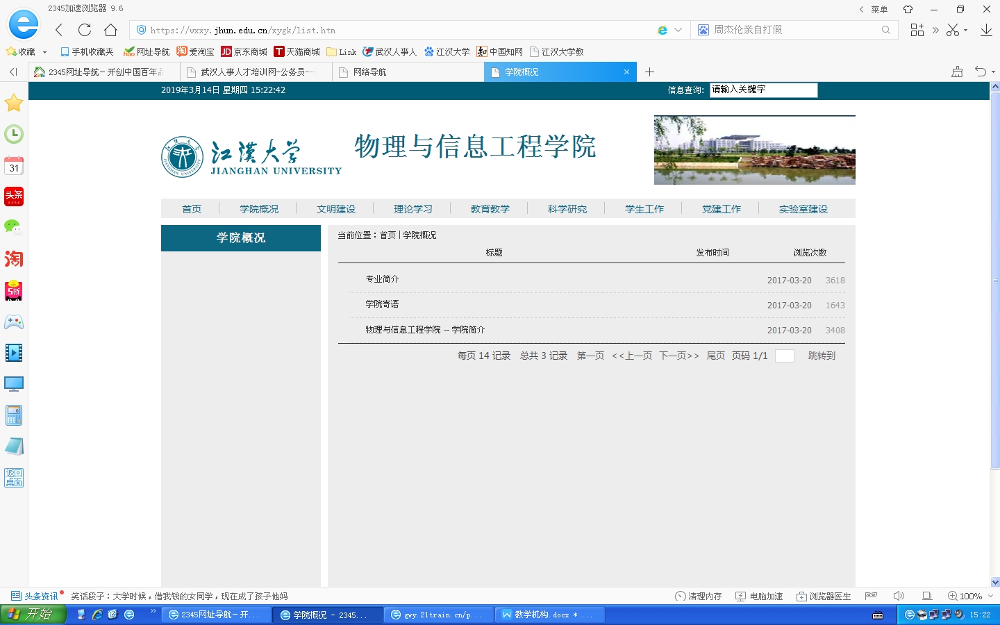 2345加速浏览器 9.6
菜单
https://wxxy.jhun.edu.cn/xygk/list.htm
周杰伦亲自打假
收藏 手机收藏夹 网址导航 爱淘宝 京东商城 天猫商城 Link 武汉人事人 江汉大学 中国知网 江汉大学教
2345网址导航－开创中国百年品
武汉人事人才培训网-公务员--
网络导航
学院概况
2019年3月14日 星期四 15:22:42
信息查询: 请输入关键字
31
头条
淘
5折
返回
桌面
江汉大学
JIANGHAN UNIVERSITY
物理与信息工程学院
首页 学院概况 文明建设 理论学习 教育教学 科学研究 学生工作 党建工作 实验室建设
学院概况
当前位置：首页 | 学院概况
标题 发布时间 浏览次数
专业简介 2017-03-20 3618
学院寄语 2017-03-20 1643
物理与信息工程学院 -- 学院简介 2017-03-20 3408
每页 14 记录 总共 3 记录 第一页 <<上一页 下一页>> 尾页 页码 1/1 跳转到
头条资讯 笑话段子：大学时候，借我钱的女同学，现在成了孩子他妈
清理内存 电脑加速 浏览器医生 100%
开始 2345网址导航－开... 学院概况 - 2345... gwy.21train.cn/p... 教学机构.docx * ... 15:22